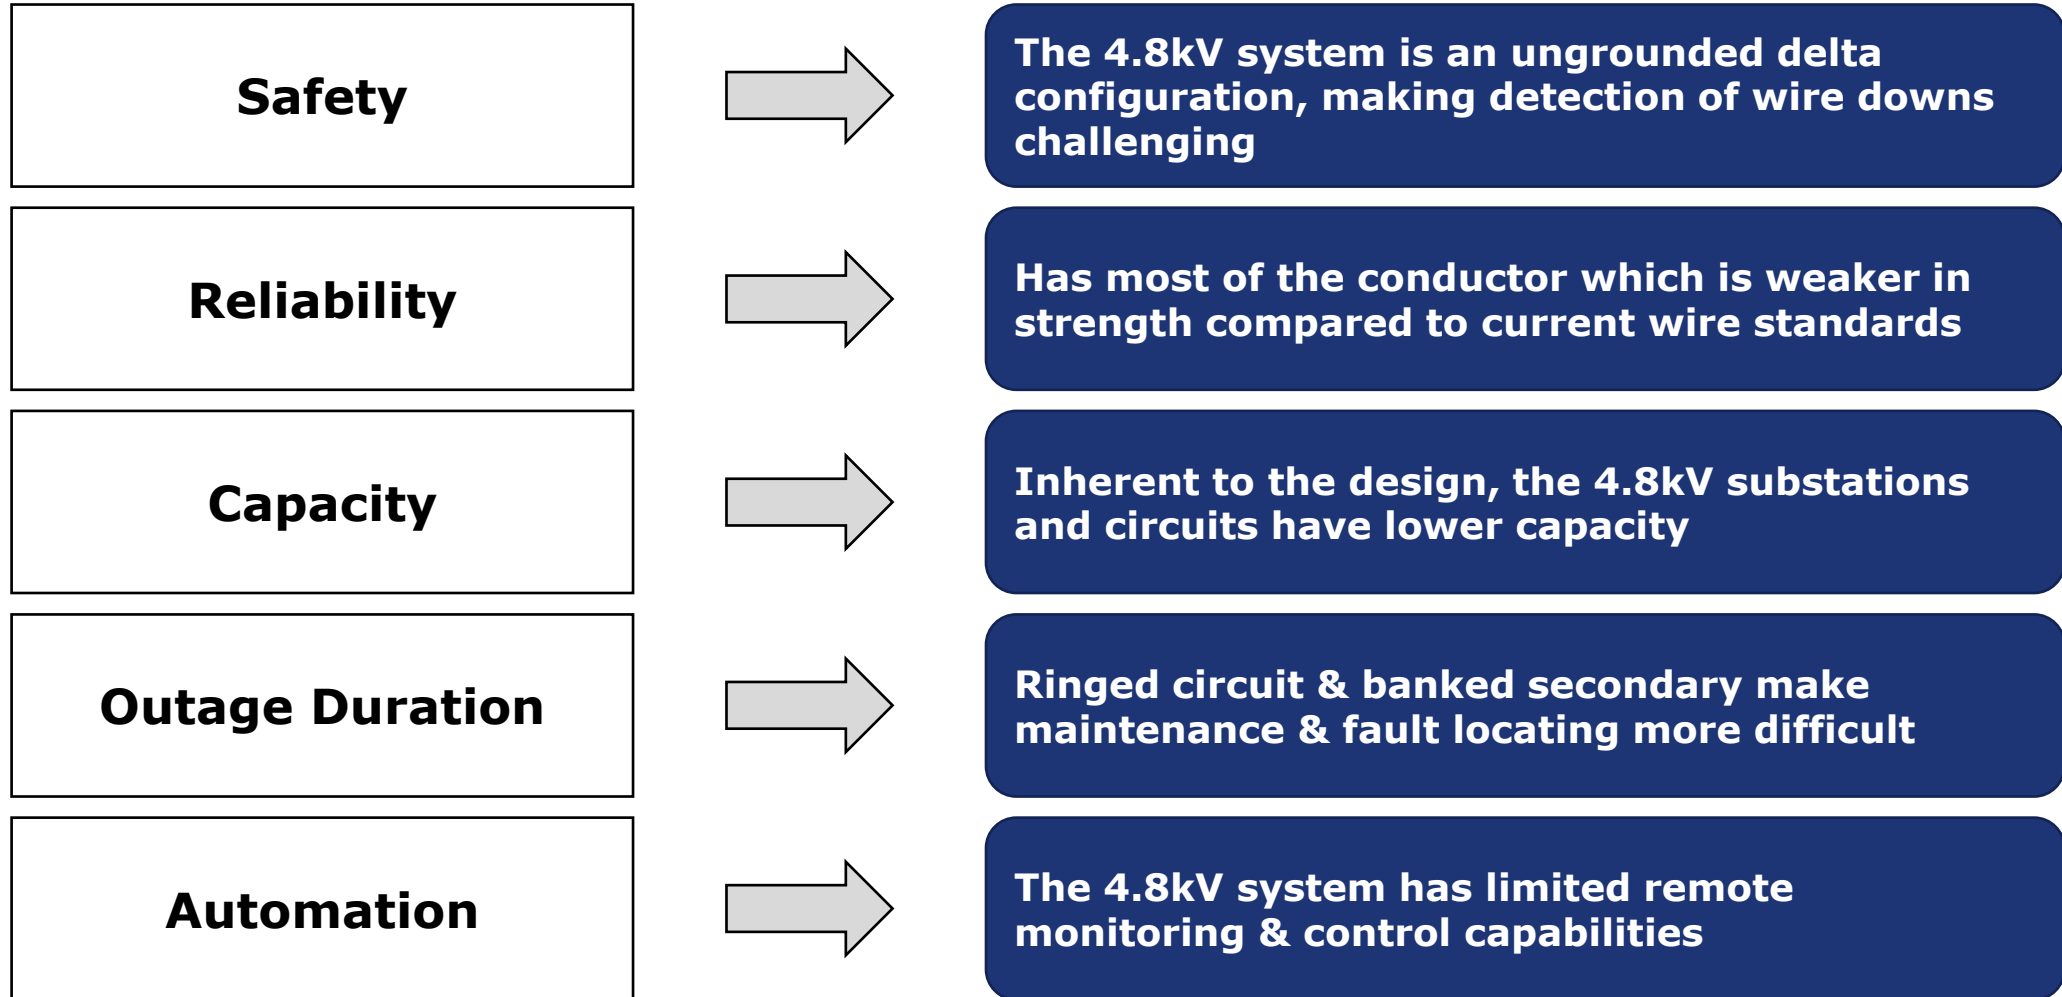 Safety
The 4.8kV system is an ungrounded delta
configuration, making detection of wire downs
challenging
Reliability
Has most of the conductor which is weaker in
strength compared to current wire standards
Capacity
Inherent to the design, the 4.8kV substations
and circuits have lower capacity
Outage Duration
Ringed circuit & banked secondary make
maintenance & fault locating more difficult
Automation
The 4.8kV system has limited remote
monitoring & control capabilities